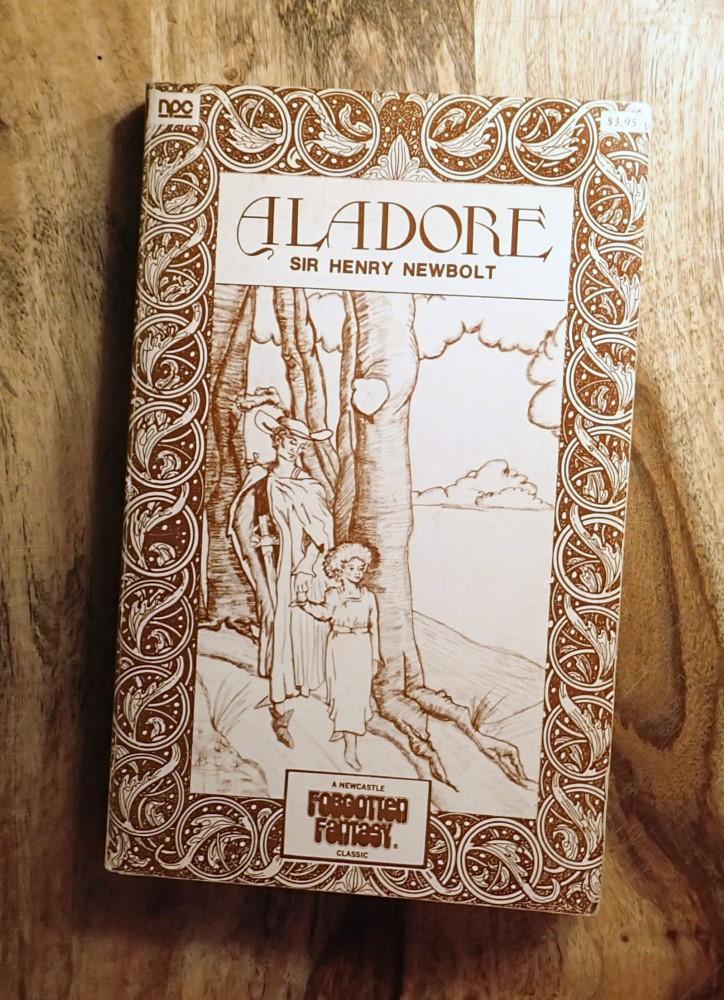 npc
$3.95
ALADORE
SIR HENRY NEWBOLT
A NEWCASTLE
FORGOTTEN
FANTASY®
CLASSIC